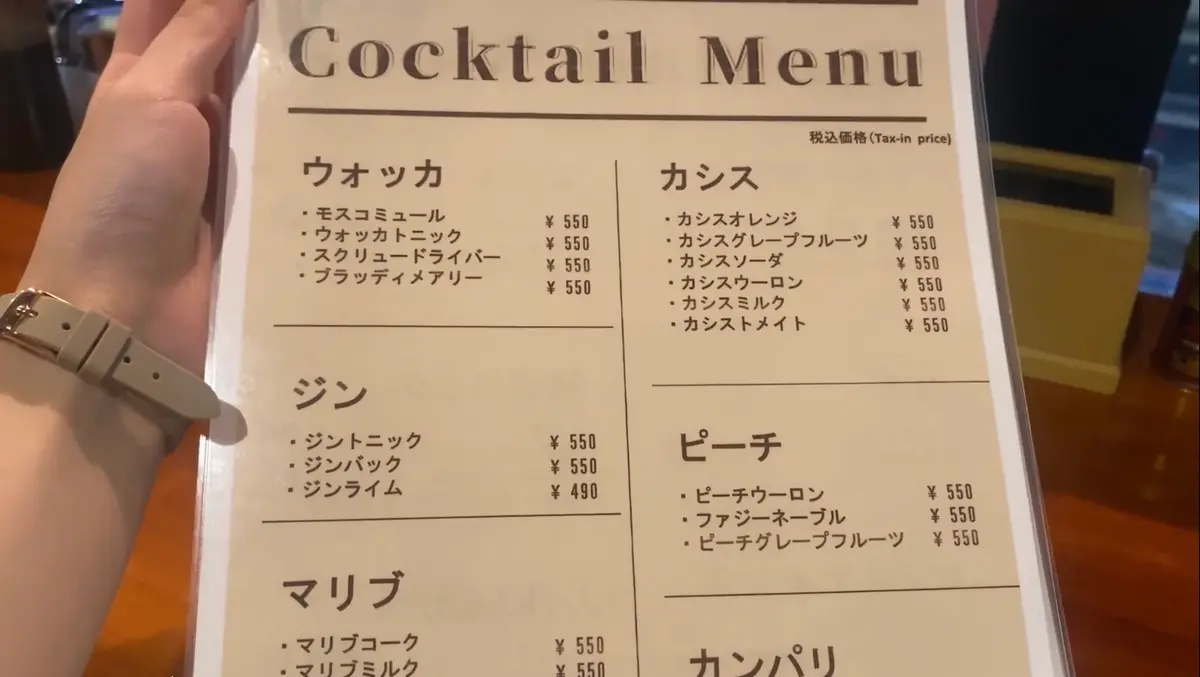 Cocktail Menu
税込価格(Tax-in price)
ウォッカ
・モスコミュール ¥ 550
・ウォッカトニック ¥ 550
・スクリュードライバー ¥ 550
・ブラッディメアリー ¥ 550
ジン
・ジントニック ¥ 550
・ジンバック ¥ 550
・ジンライム ¥ 490
マリブ
・マリブコーク ¥ 550
・マリブミルク ¥ 550
カシス
・カシスオレンジ ¥ 550
・カシスグレープフルーツ ¥ 550
・カシスソーダ ¥ 550
・カシスウーロン ¥ 550
・カシスミルク ¥ 550
・カシストメイト ¥ 550
ピーチ
・ピーチウーロン ¥ 550
・ファジーネーブル ¥ 550
・ピーチグレープフルーツ ¥ 550
カンパリ